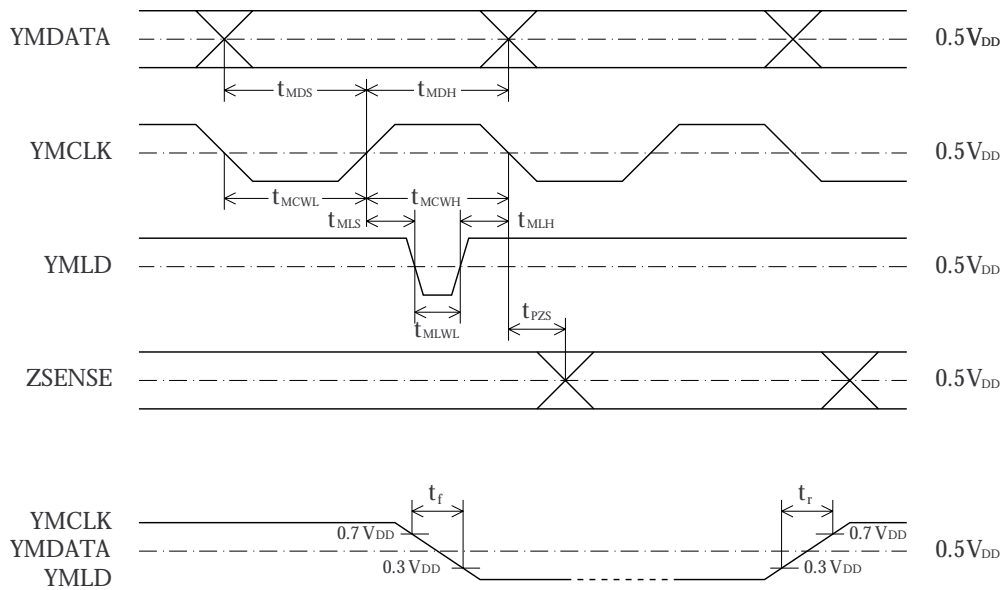 YMDATA 0.5VDD
tMDS tMDH
YMCLK 0.5VDD
tMCWL tMCWH
tMLS tMLH
YMLD 0.5VDD
tMLWL tPZS
ZSENSE 0.5VDD
tf tr
YMCLK 0.7 VDD 0.7 VDD
YMDATA 0.5VDD
YMLD 0.3 VDD 0.3 VDD